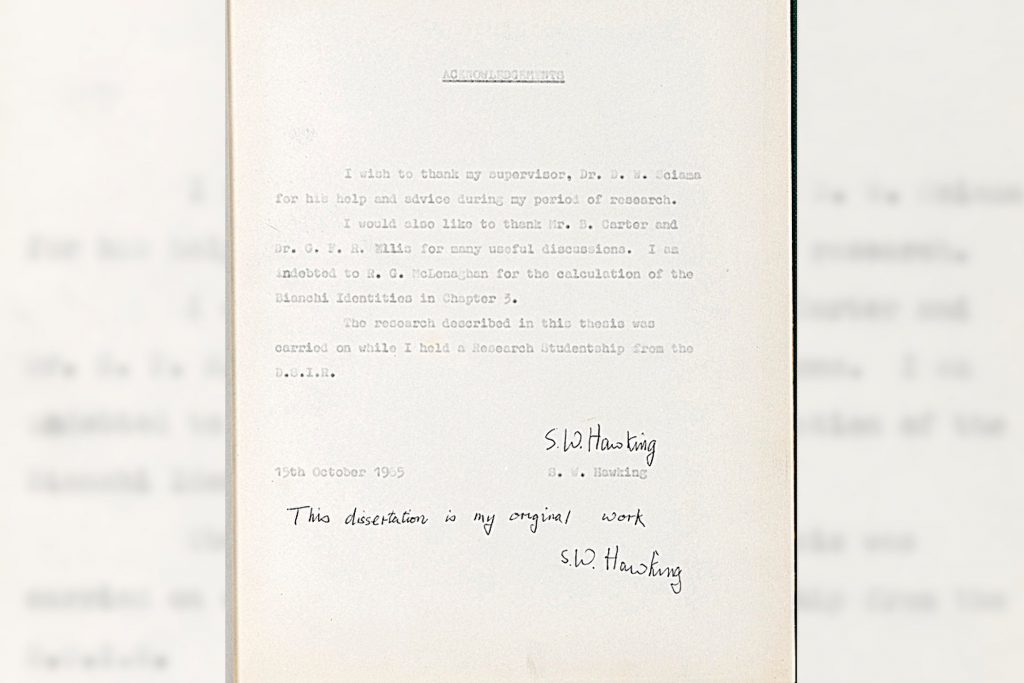 ACKNOWLEDGEMENTS
I wish to thank my supervisor, Dr. D. W. Sciama
for his help and advice during my period of research.
I would also like to thank Mr. B. Carter and
Dr. G. F. R. Ellis for many useful discussions. I am
indebted to R. G. McLenaghan for the calculation of the
Bianchi Identities in Chapter 3.
The research described in this thesis was
carried on while I held a Research Studentship from the
D.S.I.R.
S.W. Hawking
15th October 1965 S. W. Hawking
This dissertation is my original work
S.W. Hawking